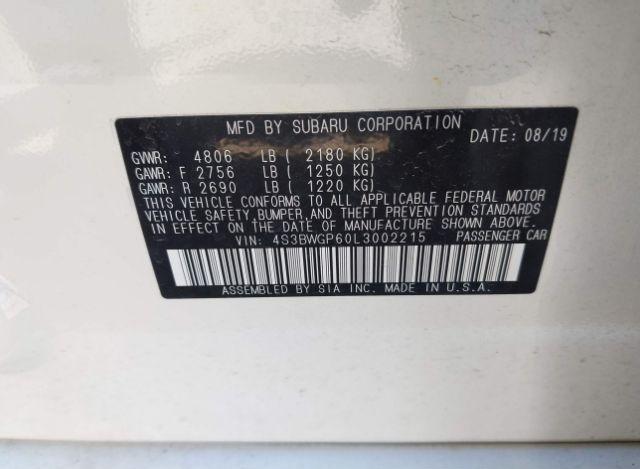 MFD BY SUBARU CORPORATION DATE: 08/19
GVWR: 4806 LB ( 2180 KG)
GAWR: F 2756 LB ( 1250 KG)
GAWR: R 2690 LB ( 1220 KG)
THIS VEHICLE CONFORMS TO ALL APPLICABLE FEDERAL MOTOR
VEHICLE SAFETY, BUMPER, AND THEFT PREVENTION STANDARDS
IN EFFECT ON THE DATE OF MANUFACTURE SHOWN ABOVE.
VIN: 4S3BWGP60L3002215 PASSENGER CAR
ASSEMBLED BY SIA INC. MADE IN U.S.A.